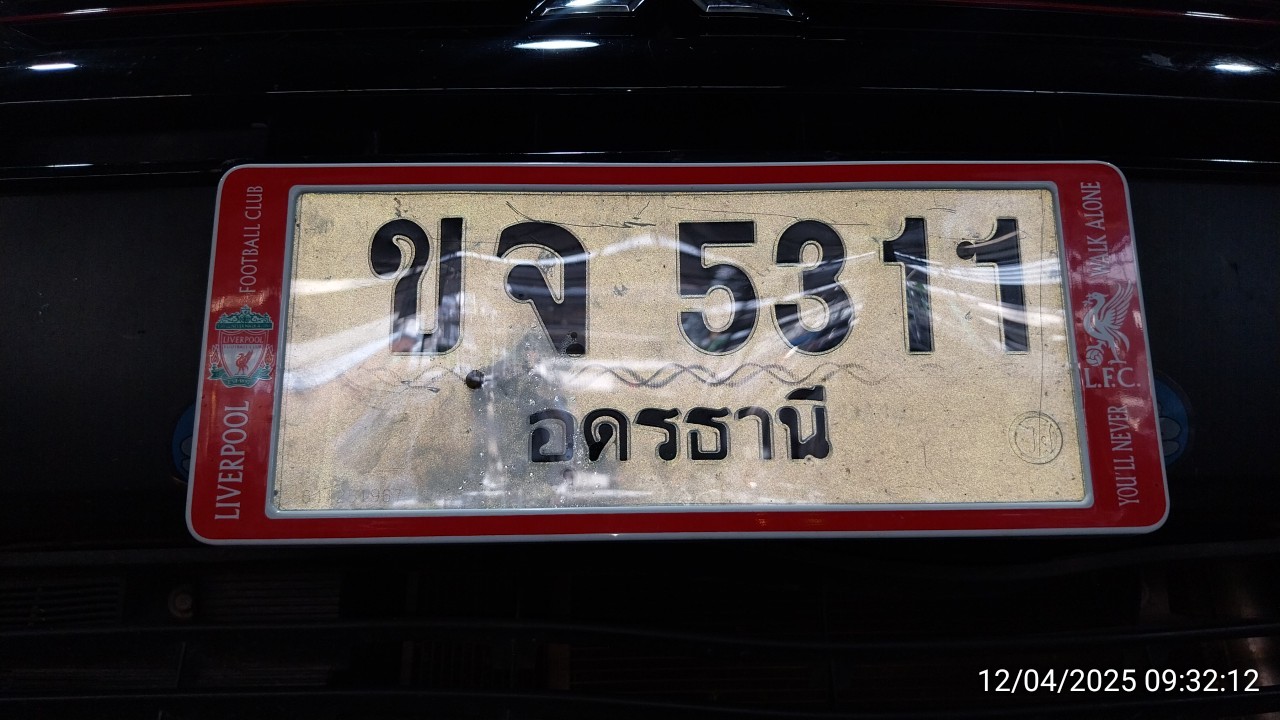 ขจ 5311
อุดรธานี
LIVERPOOL FOOTBALL CLUB
LIVERPOOL
YOU'LL NEVER WALK ALONE
L.F.C.
12/04/2025 09:32:12